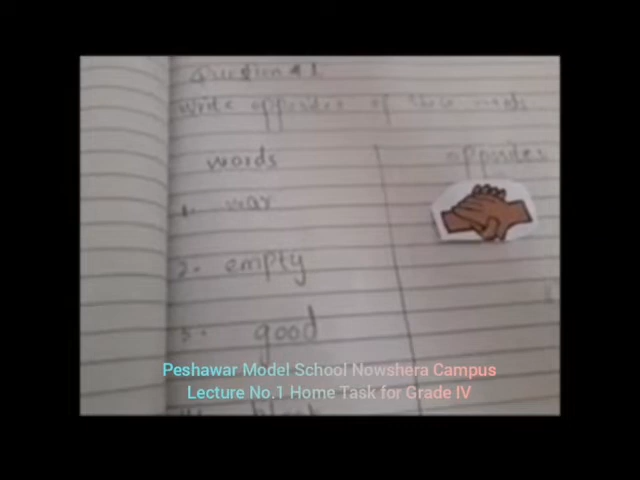 Question # 1
Write opposites of these words
words opposites
1. war
2. empty
3. good
Peshawar Model School Nowshera Campus
Lecture No.1 Home Task for Grade IV